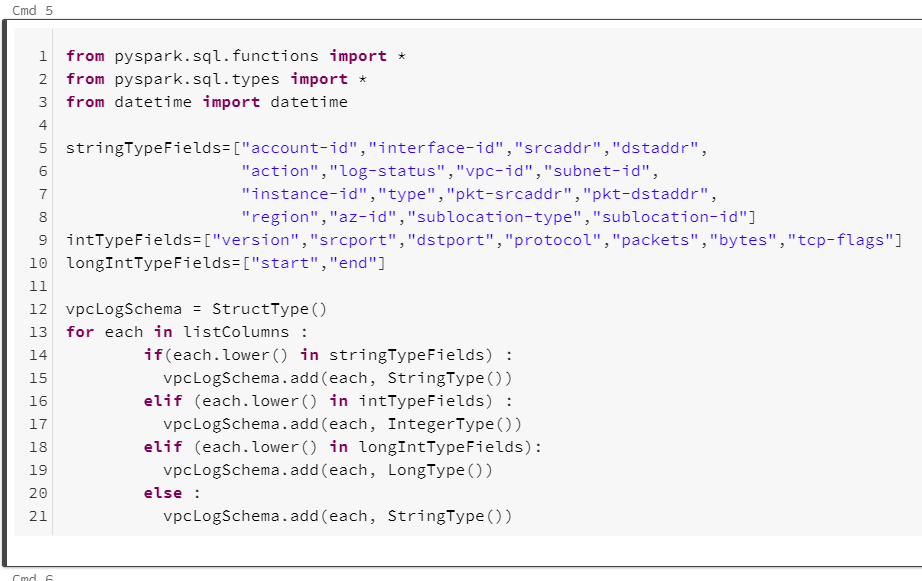 Cmd 5
1 from pyspark.sql.functions import *
2 from pyspark.sql.types import *
3 from datetime import datetime
4
5 stringTypeFields=["account-id","interface-id","srcaddr","dstaddr",
6 "action","log-status","vpc-id","subnet-id",
7 "instance-id","type","pkt-srcaddr","pkt-dstaddr",
8 "region","az-id","sublocation-type","sublocation-id"]
9 intTypeFields=["version","srcport","dstport","protocol","packets","bytes","tcp-flags"]
10 longIntTypeFields=["start","end"]
11
12 vpcLogSchema = StructType()
13 for each in listColumns :
14         if(each.lower() in stringTypeFields) :
15           vpcLogSchema.add(each, StringType())
16         elif (each.lower() in intTypeFields) :
17           vpcLogSchema.add(each, IntegerType())
18         elif (each.lower() in longIntTypeFields):
19           vpcLogSchema.add(each, LongType())
20         else :
21           vpcLogSchema.add(each, StringType())
Cmd 6